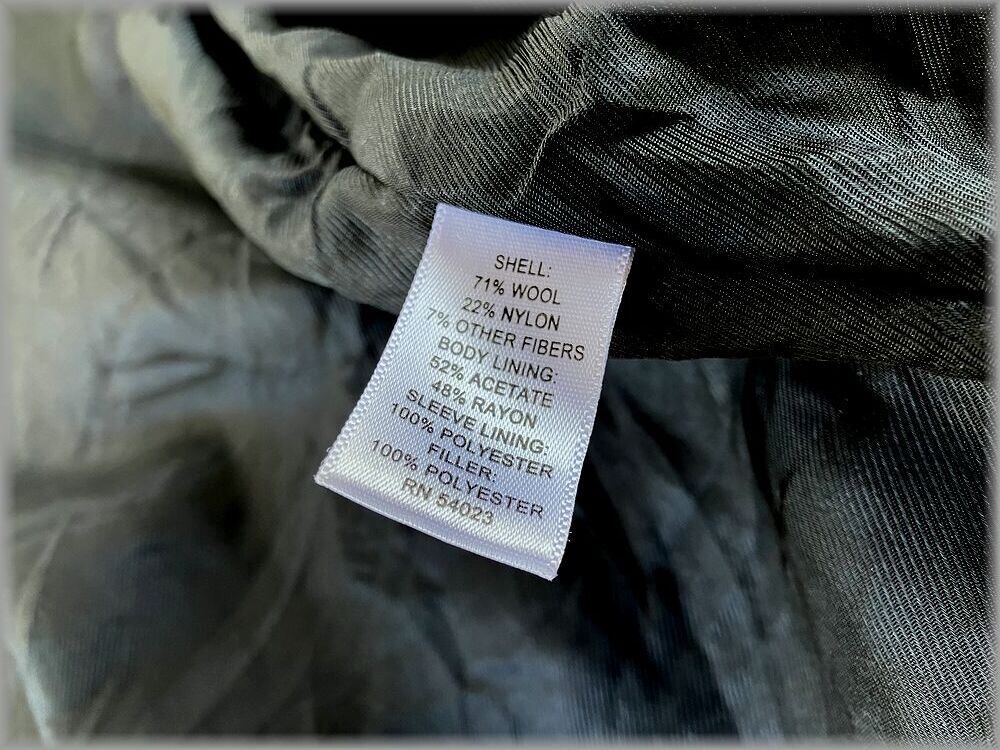 SHELL:
71% WOOL
22% NYLON
7% OTHER FIBERS
BODY LINING:
52% ACETATE
48% RAYON
SLEEVE LINING:
100% POLYESTER
FILLER:
100% POLYESTER
RN 54023